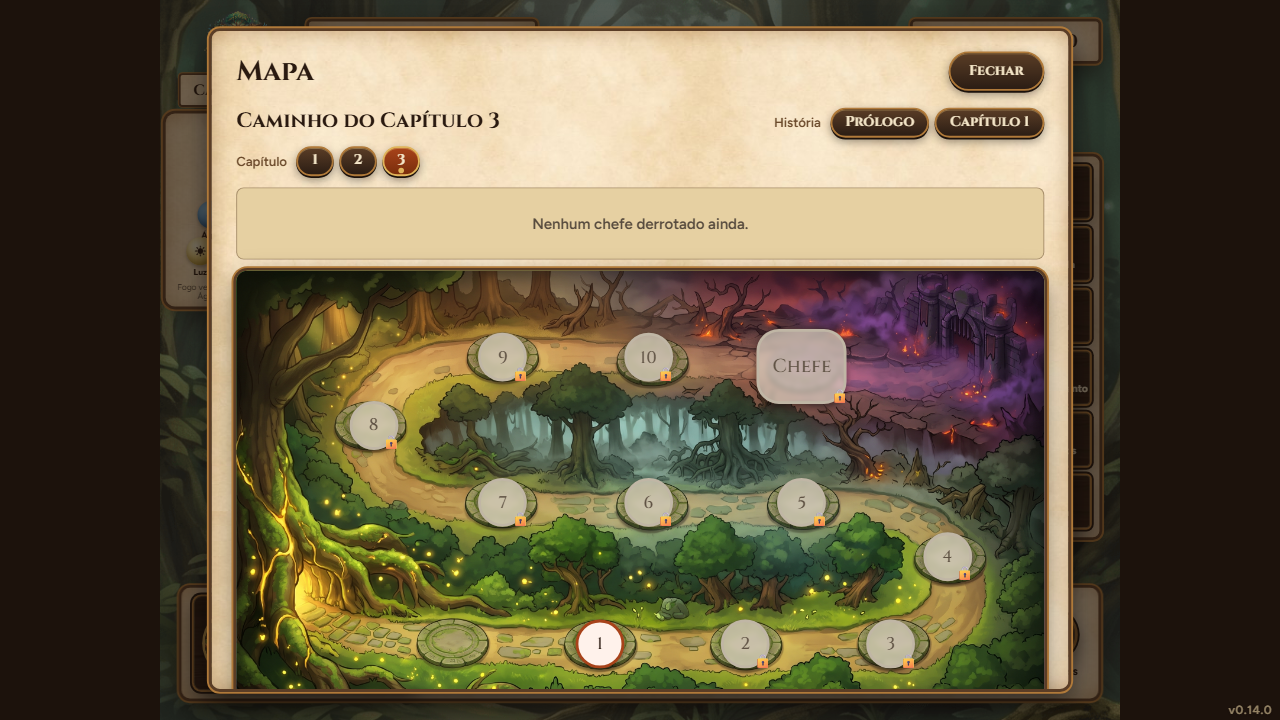 Mapa
Fechar
Caminho do Capítulo 3
História
Prólogo
Capítulo 1
Capítulo
1
2
3
Nenhum chefe derrotado ainda.
9
10
Chefe
8
7
6
5
4
1
2
3
v0.14.0